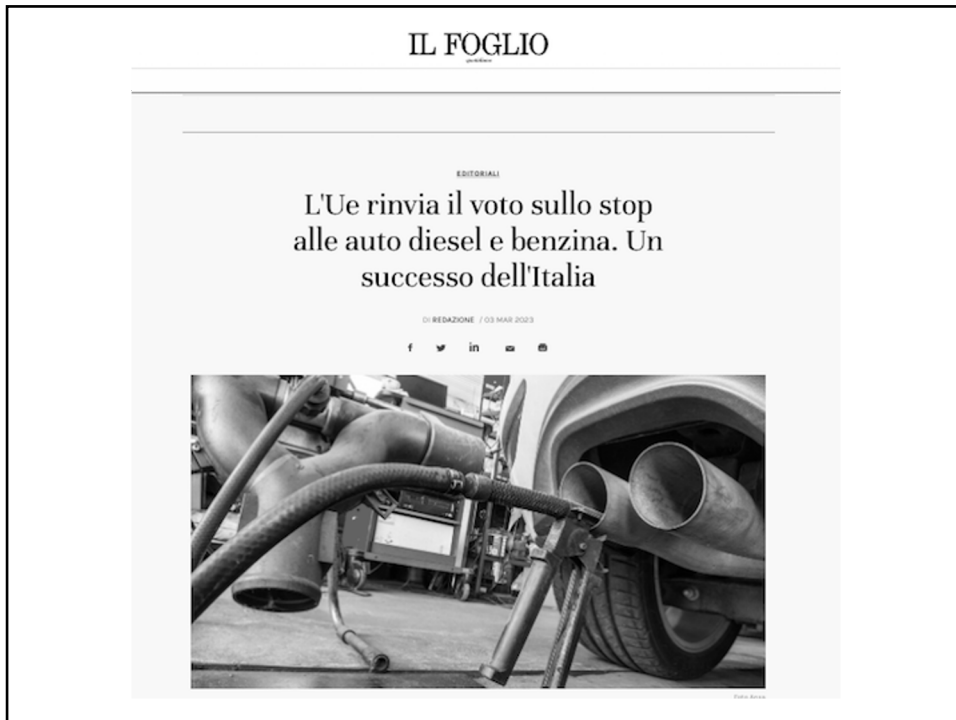 IL FOGLIO
quotidiano
EDITORIALI
L'Ue rinvia il voto sullo stop
alle auto diesel e benzina. Un
successo dell'Italia
DI REDAZIONE / 03 MAR 2023